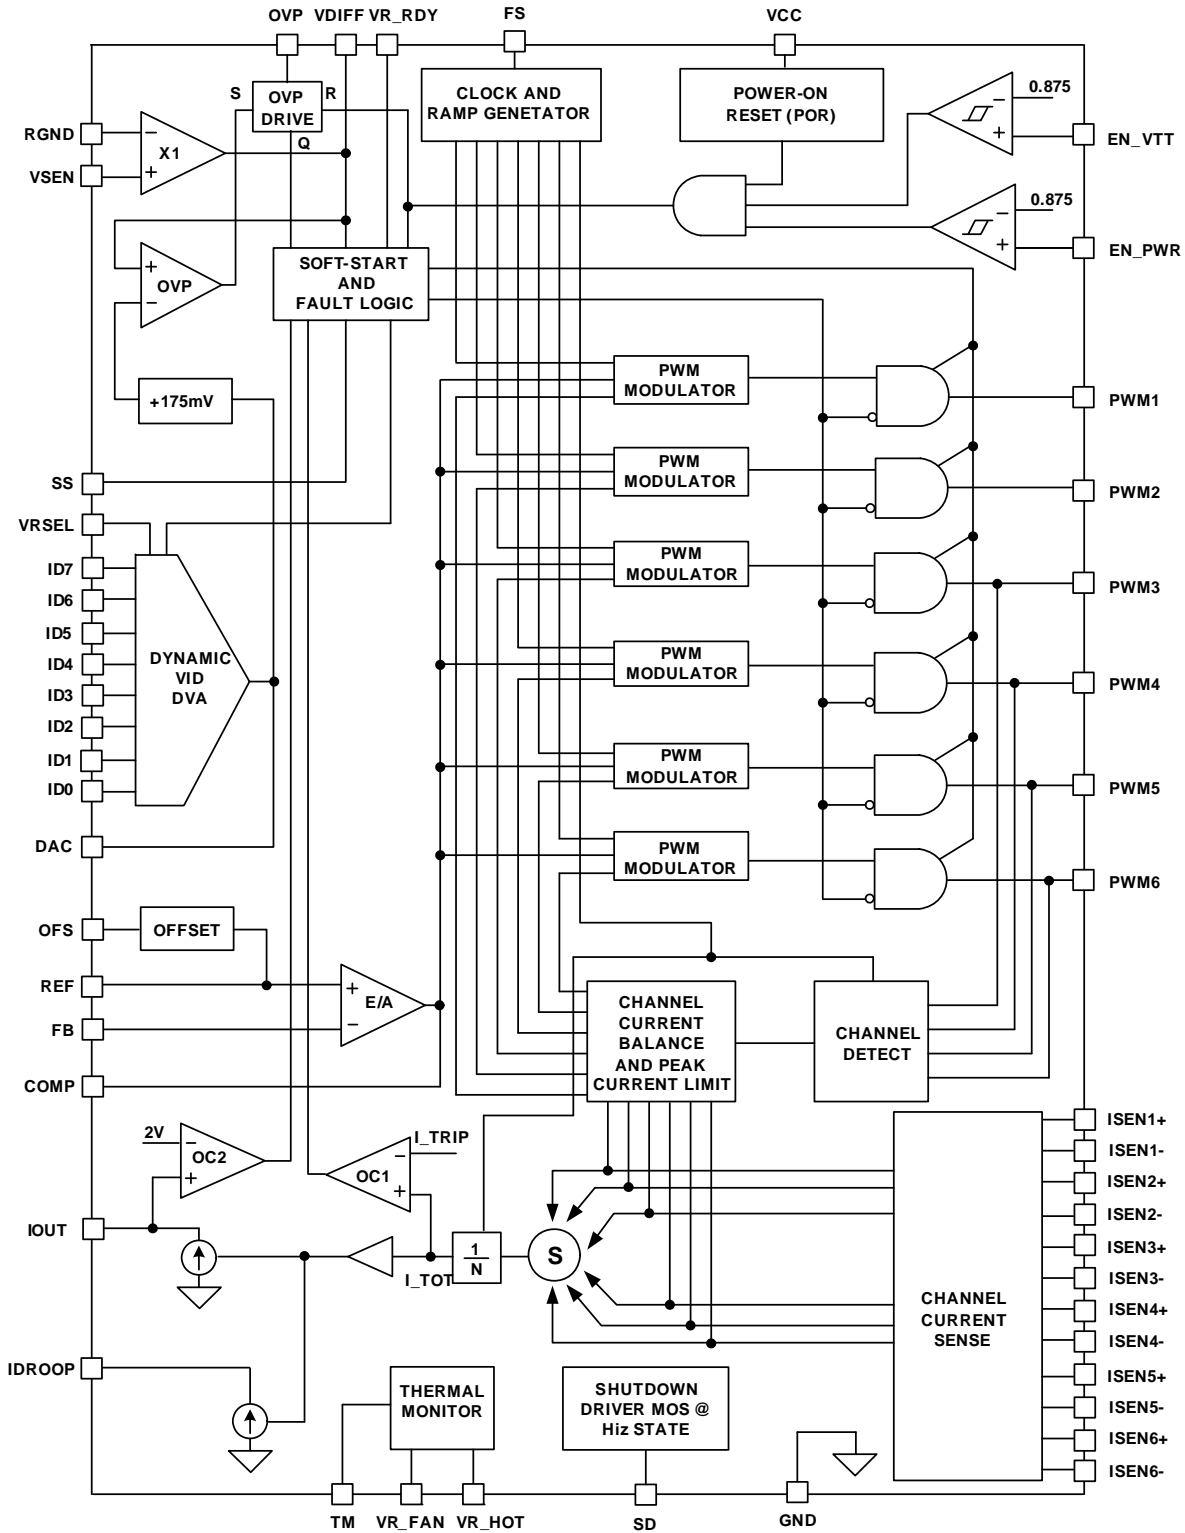 OVP VDIFF VR_RDY FS VCC
S
OVP
DRIVE
R
Q
CLOCK AND
RAMP GENETATOR
POWER-ON
RESET (POR)
0.875
−
+
EN_VTT
RGND
VSEN
−
X1
+
0.875
−
+
EN_PWR
+
OVP
−
SOFT-START
AND
FAULT LOGIC
+175mV
PWM
MODULATOR
PWM1
SS
PWM
MODULATOR
PWM2
VRSEL
ID7
ID6
ID5
ID4
ID3
ID2
ID1
ID0
DYNAMIC
VID
DVA
PWM
MODULATOR
PWM3
PWM
MODULATOR
PWM4
PWM
MODULATOR
PWM5
DAC
PWM
MODULATOR
PWM6
OFS
OFFSET
REF
FB
COMP
+
E/A
−
CHANNEL
CURRENT
BALANCE
AND PEAK
CURRENT LIMIT
CHANNEL
DETECT
2V
−
OC2
+
I_TRIP
−
OC1
+
IOUT
I_TOT
1
N
S
CHANNEL
CURRENT
SENSE
ISEN1+
ISEN1-
ISEN2+
ISEN2-
ISEN3+
ISEN3-
ISEN4+
ISEN4-
ISEN5+
ISEN5-
ISEN6+
ISEN6-
IDROOP
THERMAL
MONITOR
SHUTDOWN
DRIVER MOS @
Hiz STATE
TM VR_FAN VR_HOT SD GND